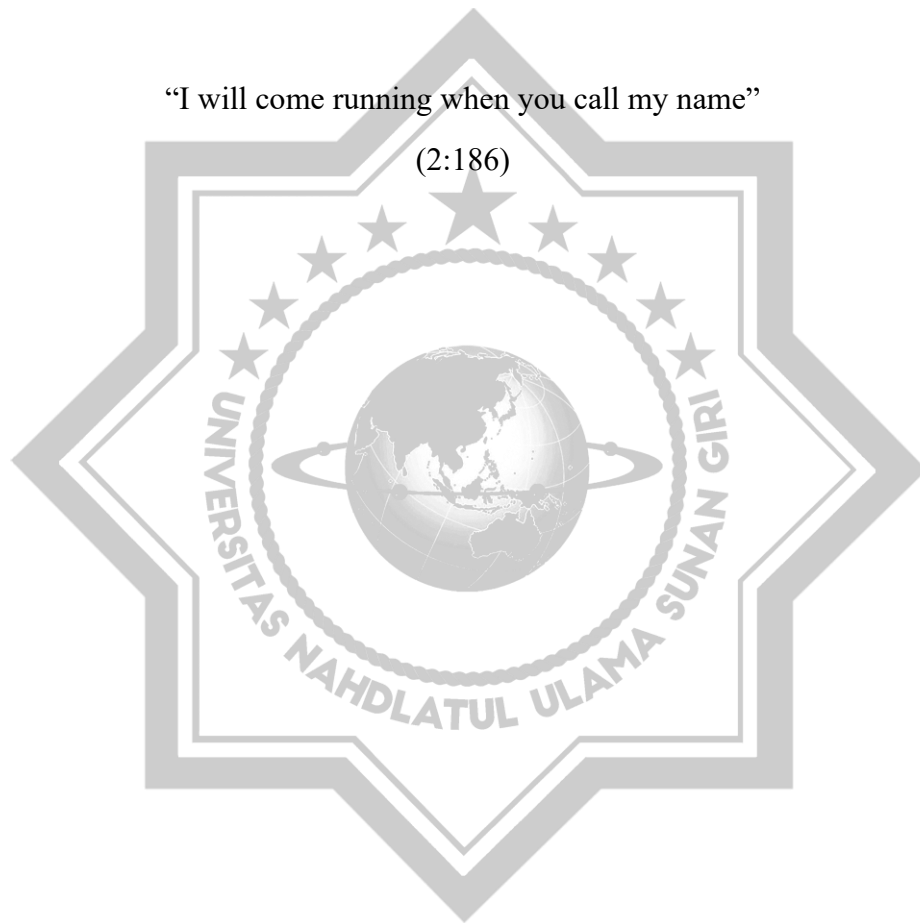 “I will come running when you call my name”
(2:186)
UNIVERSITAS NAHDLATUL ULAMA SUNAN GIRI